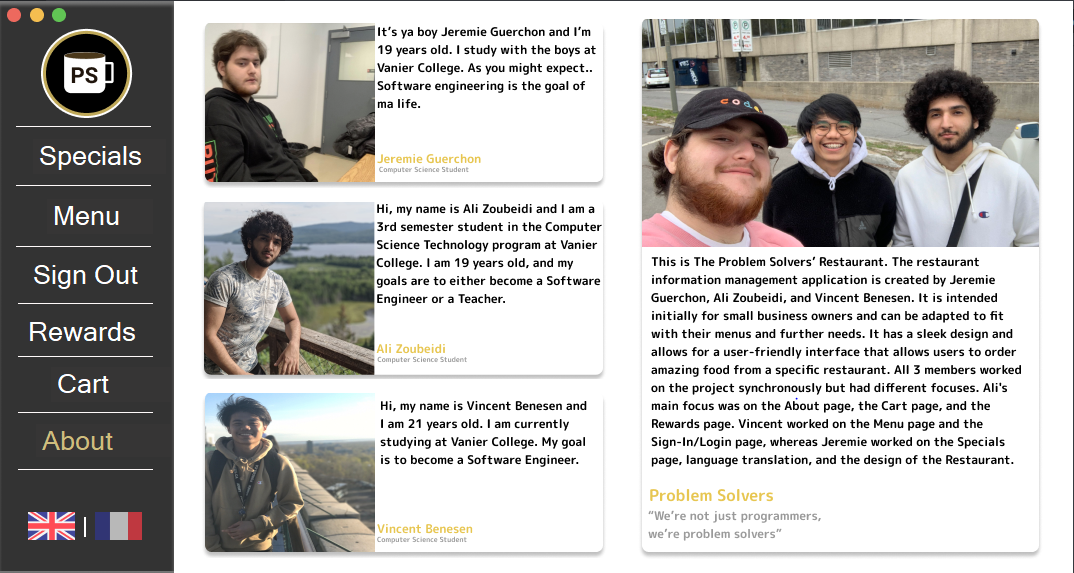 PS
Specials
Menu
Sign Out
Rewards
Cart
About
|
It's ya boy Jeremie Guerchon and I'm
19 years old. I study with the boys at
Vanier College. As you might expect..
Software engineering is the goal of
ma life.
Jeremie Guerchon
Computer Science Student
Hi, my name is Ali Zoubeidi and I am a
3rd semester student in the Computer
Science Technology program at Vanier
College. I am 19 years old, and my
goals are to either become a Software
Engineer or a Teacher.
Ali Zoubeidi
Computer Science Student
Hi, my name is Vincent Benesen and
I am 21 years old. I am currently
studying at Vanier College. My goal
is to become a Software Engineer.
Vincent Benesen
Computer Science Student
code
This is The Problem Solvers' Restaurant. The restaurant
information management application is created by Jeremie
Guerchon, Ali Zoubeidi, and Vincent Benesen. It is intended
initially for small business owners and can be adapted to fit
with their menus and further needs. It has a sleek design and
allows for a user-friendly interface that allows users to order
amazing food from a specific restaurant. All 3 members worked
on the project synchronously but had different focuses. Ali's
main focus was on the About page, the Cart page, and the
Rewards page. Vincent worked on the Menu page and the
Sign-In/Login page, whereas Jeremie worked on the Specials
page, language translation, and the design of the Restaurant.
Problem Solvers
“We're not just programmers,
we're problem solvers”